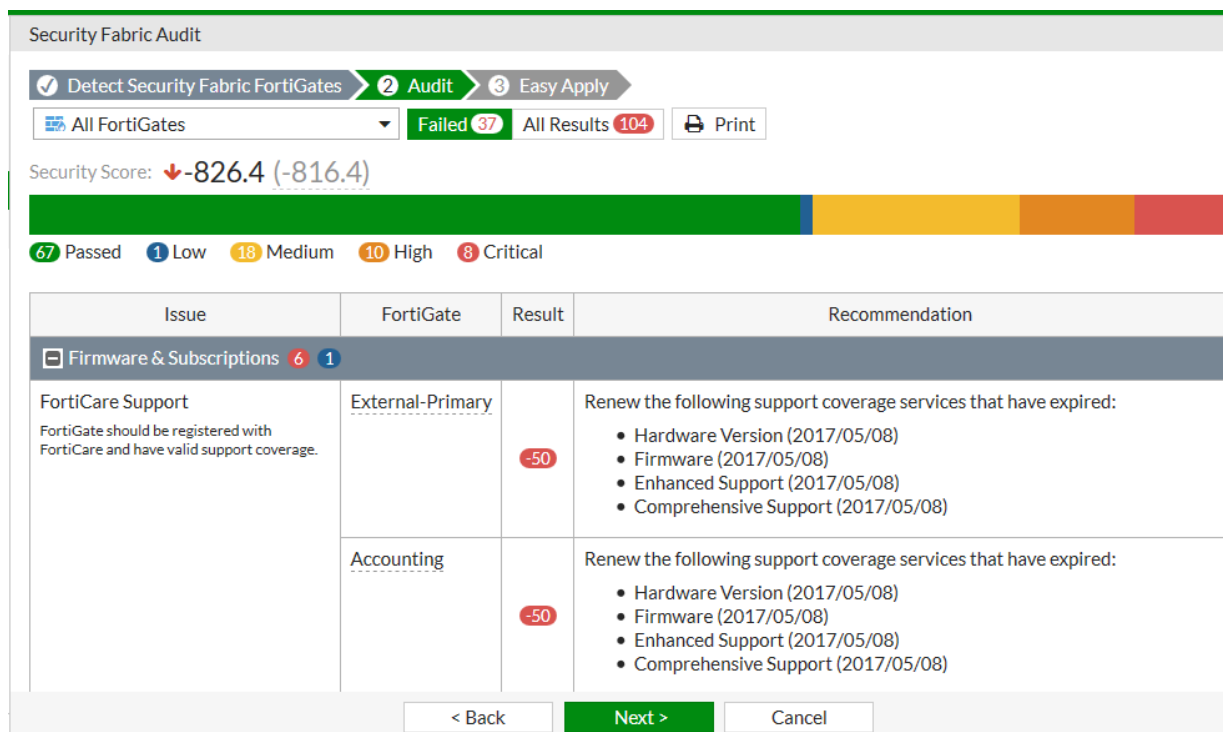 Security Fabric Audit
Detect Security Fabric FortiGates 2 Audit 3 Easy Apply
All FortiGates Failed 37 All Results 104 Print
Security Score: -826.4 (-816.4)
67 Passed 1 Low 18 Medium 10 High 8 Critical
Issue FortiGate Result Recommendation
Firmware & Subscriptions 6 1
FortiCare Support
FortiGate should be registered with
FortiCare and have valid support coverage.
External-Primary
-50
Renew the following support coverage services that have expired:
• Hardware Version (2017/05/08)
• Firmware (2017/05/08)
• Enhanced Support (2017/05/08)
• Comprehensive Support (2017/05/08)
Accounting
-50
Renew the following support coverage services that have expired:
• Hardware Version (2017/05/08)
• Firmware (2017/05/08)
• Enhanced Support (2017/05/08)
• Comprehensive Support (2017/05/08)
< Back Next > Cancel